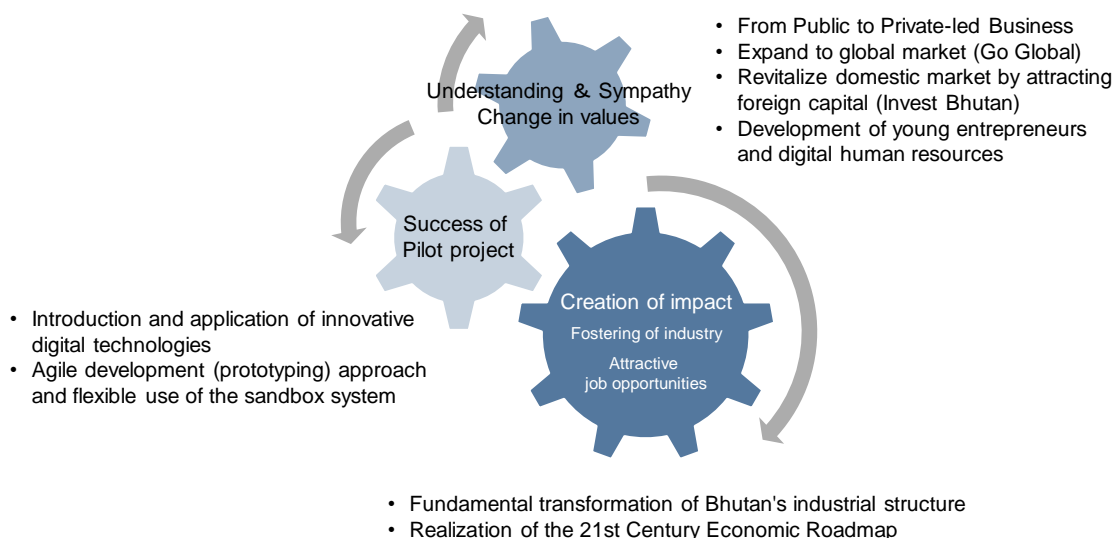 • From Public to Private-led Business
• Expand to global market (Go Global)
• Revitalize domestic market by attracting
foreign capital (Invest Bhutan)
• Development of young entrepreneurs
and digital human resources
Understanding & Sympathy
Change in values
Success of
Pilot project
Creation of impact
Fostering of industry
Attractive
job opportunities
• Introduction and application of innovative
digital technologies
• Agile development (prototyping) approach
and flexible use of the sandbox system
• Fundamental transformation of Bhutan's industrial structure
• Realization of the 21st Century Economic Roadmap